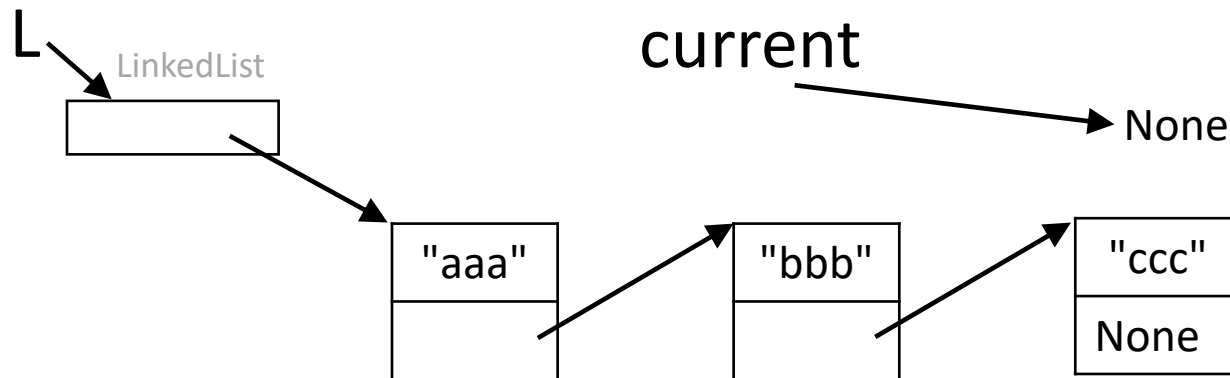 L
LinkedList
current
None
"aaa"
"bbb"
"ccc"
None